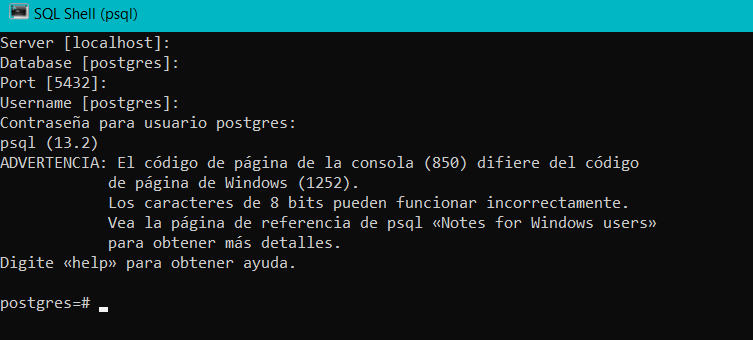 SQL Shell (psql)
Server [localhost]:
Database [postgres]:
Port [5432]:
Username [postgres]:
Contraseña para usuario postgres:
psql (13.2)
ADVERTENCIA: El código de página de la consola (850) difiere del código
de página de Windows (1252).
Los caracteres de 8 bits pueden funcionar incorrectamente.
Vea la página de referencia de psql «Notes for Windows users»
para obtener más detalles.
Digite «help» para obtener ayuda.
postgres=#